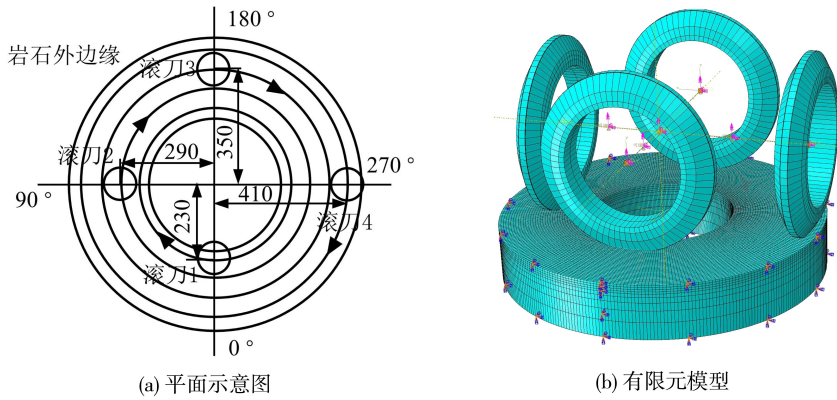 180 °
岩石外边缘
滚刀3
滚刀2
290
350
270 °
90 °
230
410
滚刀4
滚刀1
0 °
(a) 平面示意图
(b) 有限元模型